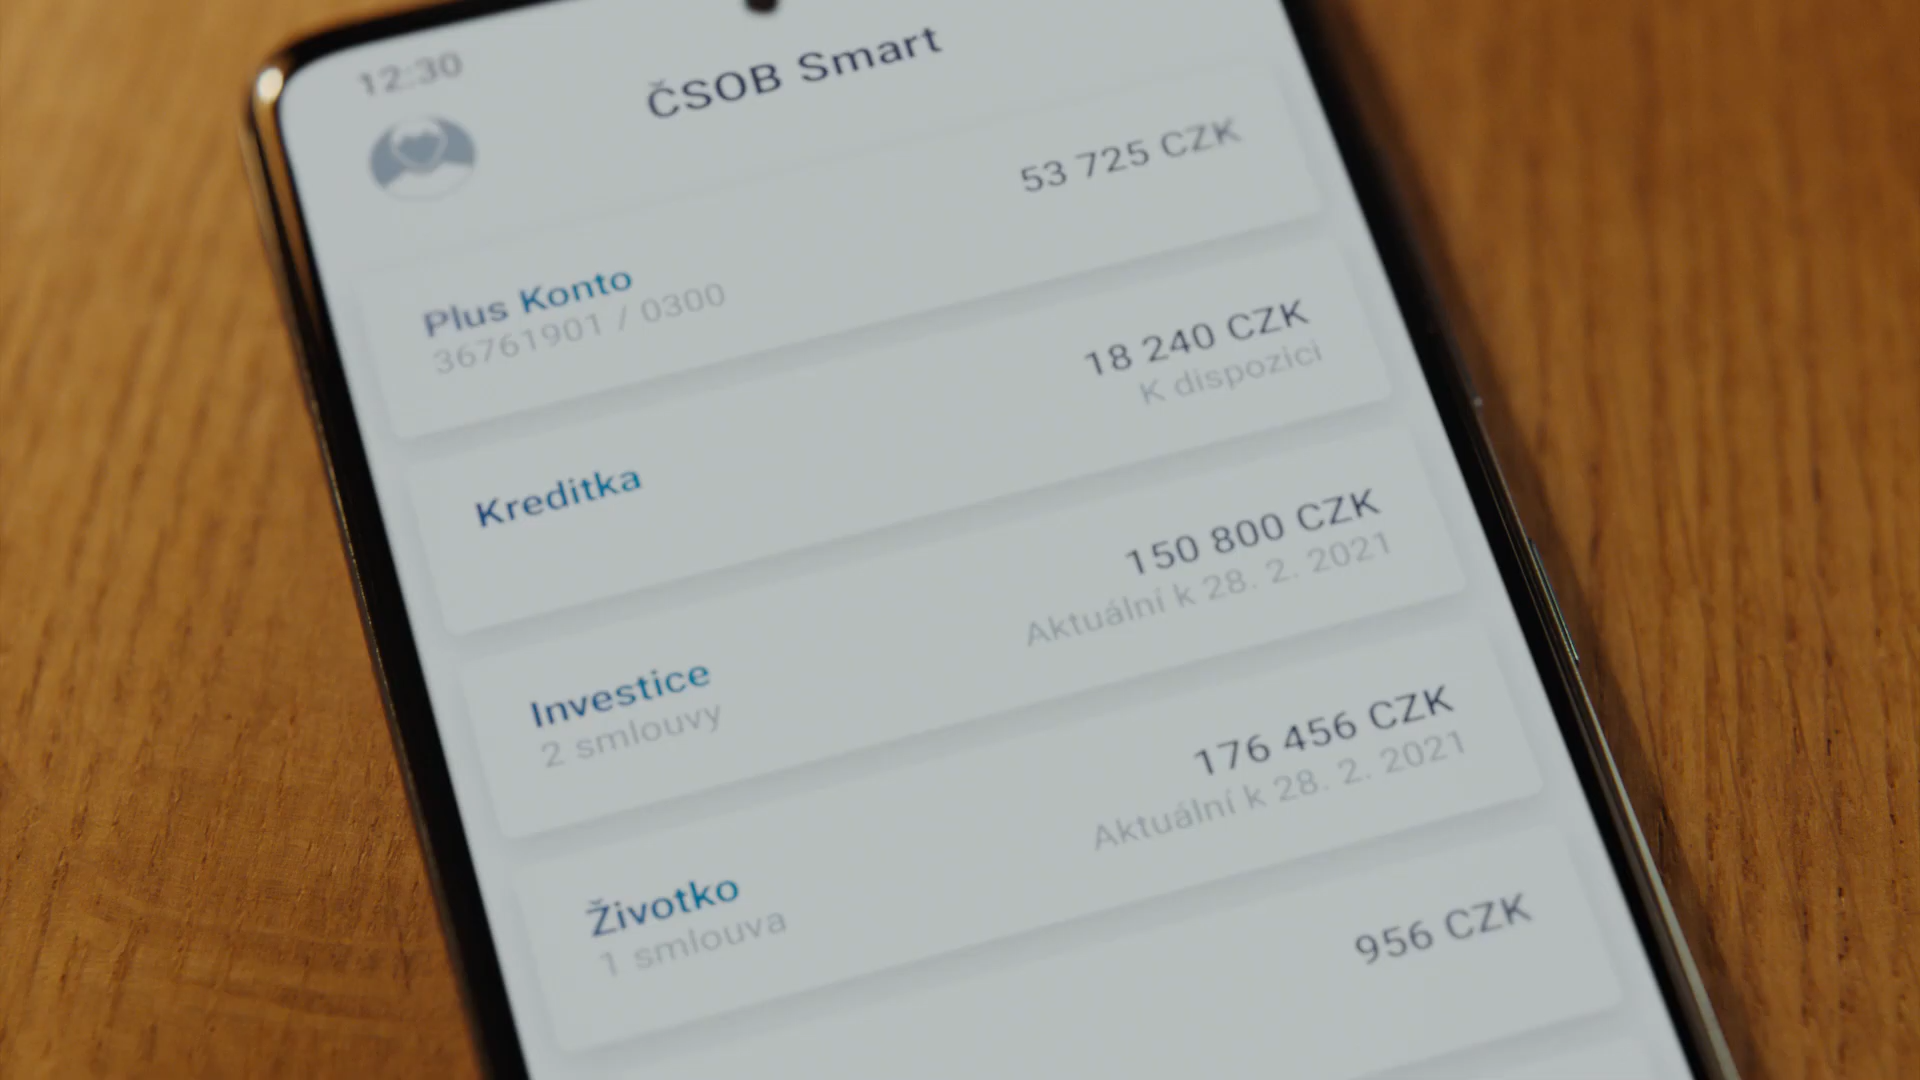 12:30
ČSOB Smart
53 725 CZK
Plus Konto
36761901 / 0300
18 240 CZK
K dispozici
Kreditka
150 800 CZK
Aktuální k 28. 2. 2021
Investice
2 smlouvy
176 456 CZK
Aktuální k 28. 2. 2021
Životko
1 smlouva
956 CZK